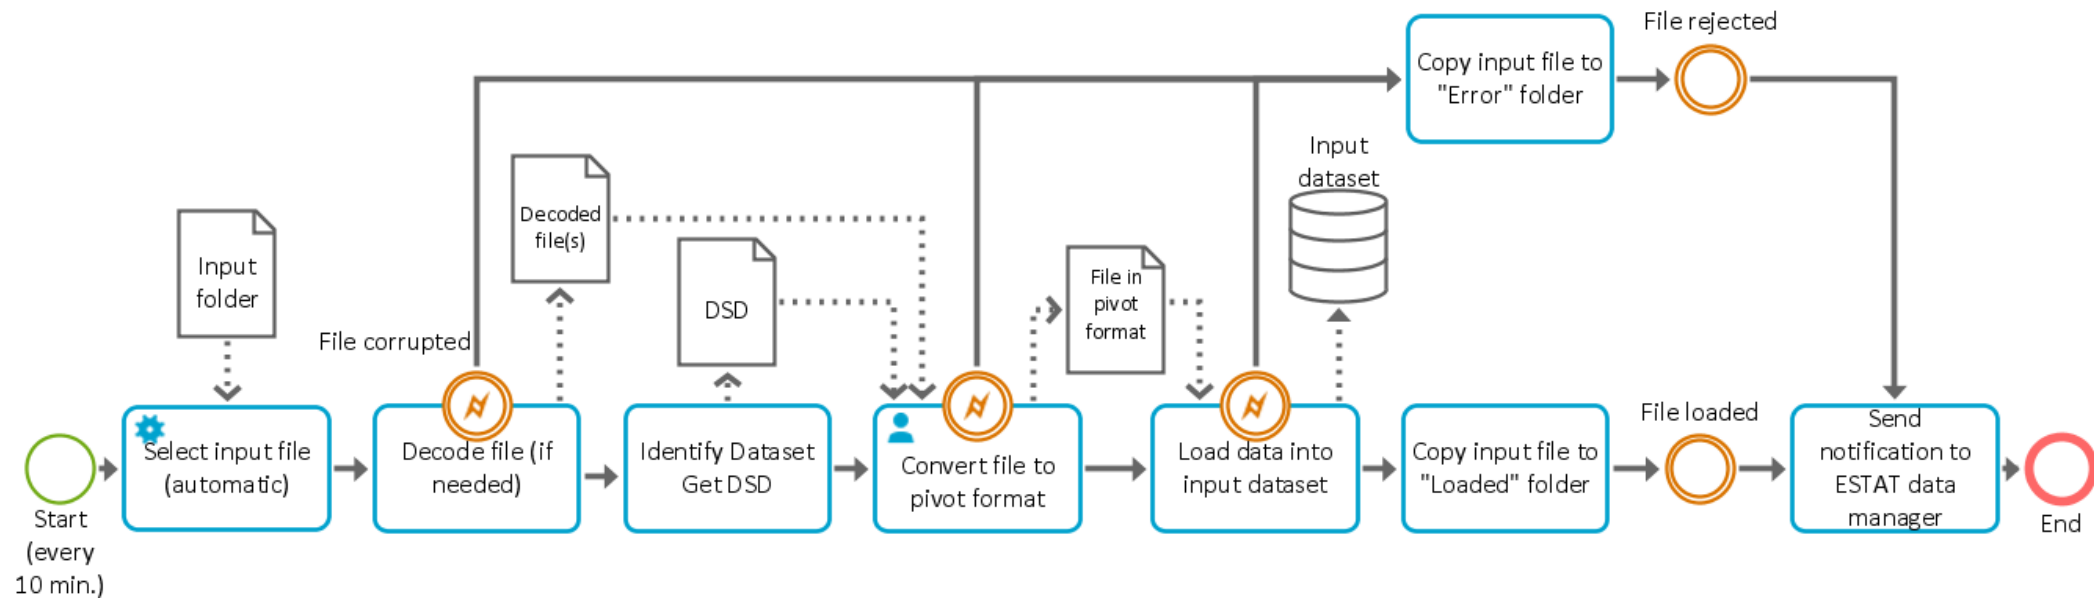 File rejected
Copy input file to
"Error" folder
Input
dataset
Decoded
file(s)
Input
folder
DSD
File in
pivot
format
File corrupted
Start
(every
10 min.)
Select input file
(automatic)
Decode file (if
needed)
Identify Dataset
Get DSD
Convert file to
pivot format
Load data into
input dataset
Copy input file to
"Loaded" folder
File loaded
Send
notification to
ESTAT data
manager
End